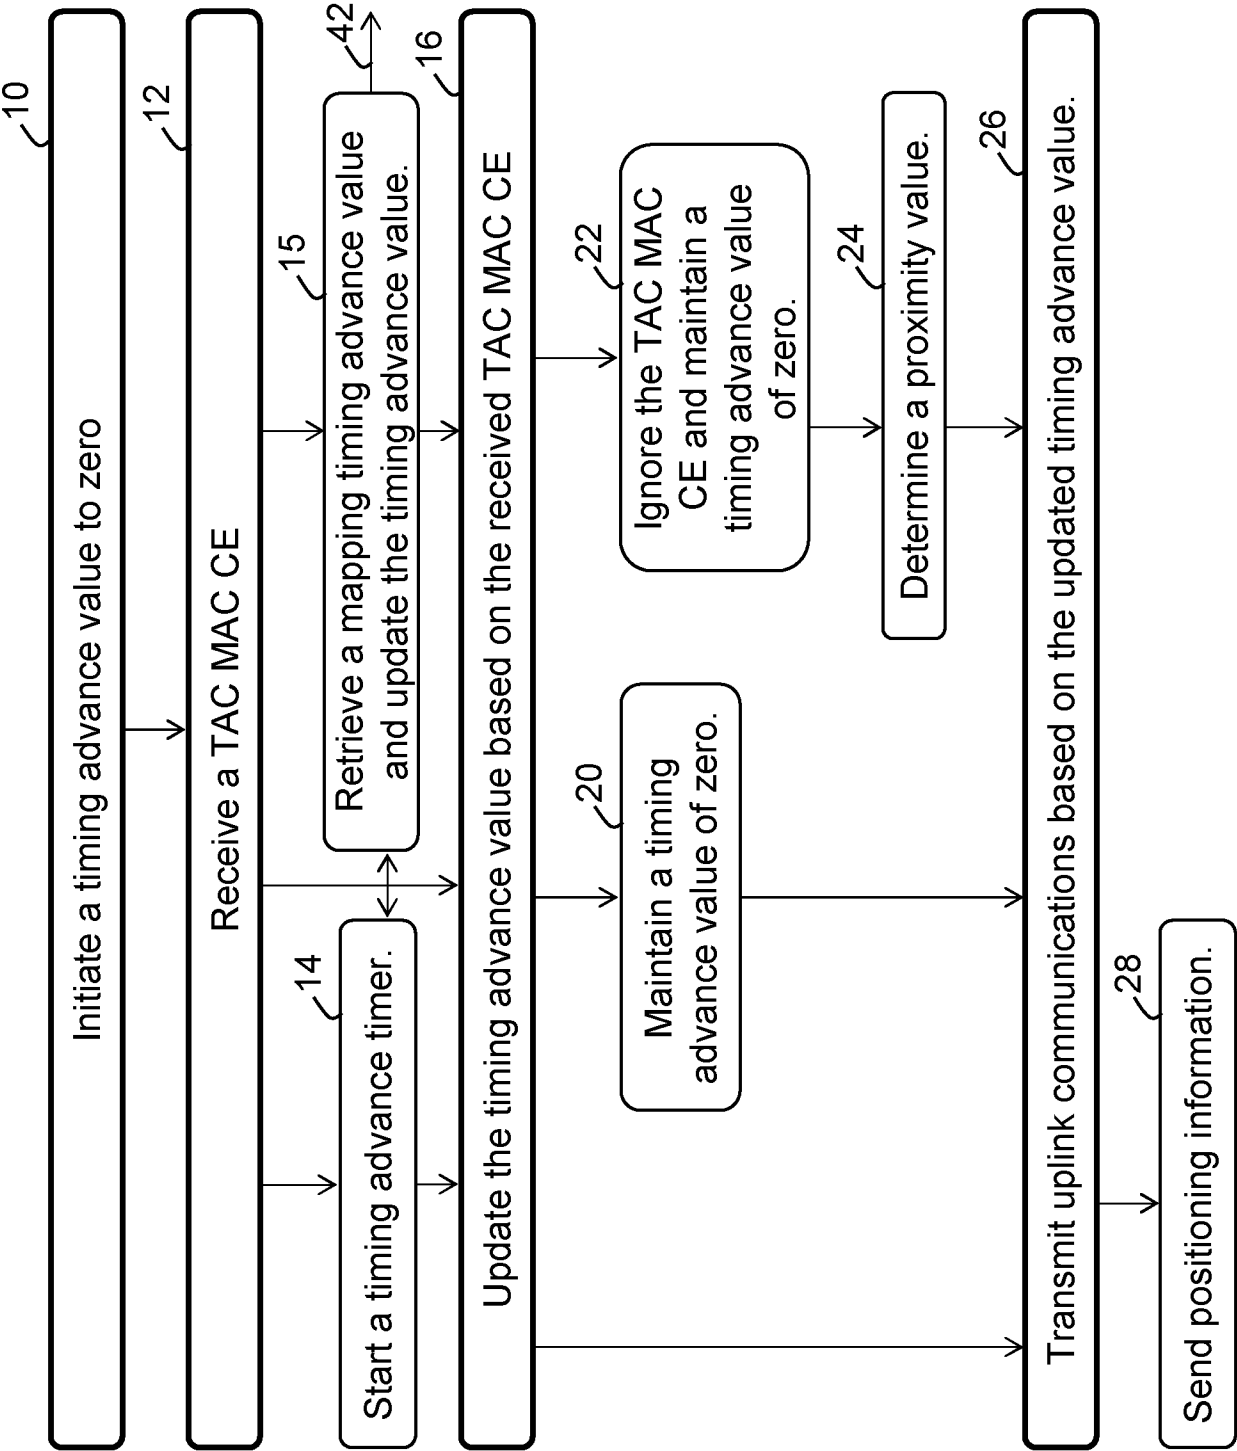 10
Initiate a timing advance value to zero
12
Receive a TAC MAC CE
14
Start a timing advance timer.
15
Retrieve a mapping timing advance value
and update the timing advance value.
42
16
Update the timing advance value based on the received TAC MAC CE
20
Maintain a timing
advance value of zero.
22
Ignore the TAC MAC
CE and maintain a
timing advance value
of zero.
24
Determine a proximity value.
26
Transmit uplink communications based on the updated timing advance value.
28
Send positioning information.